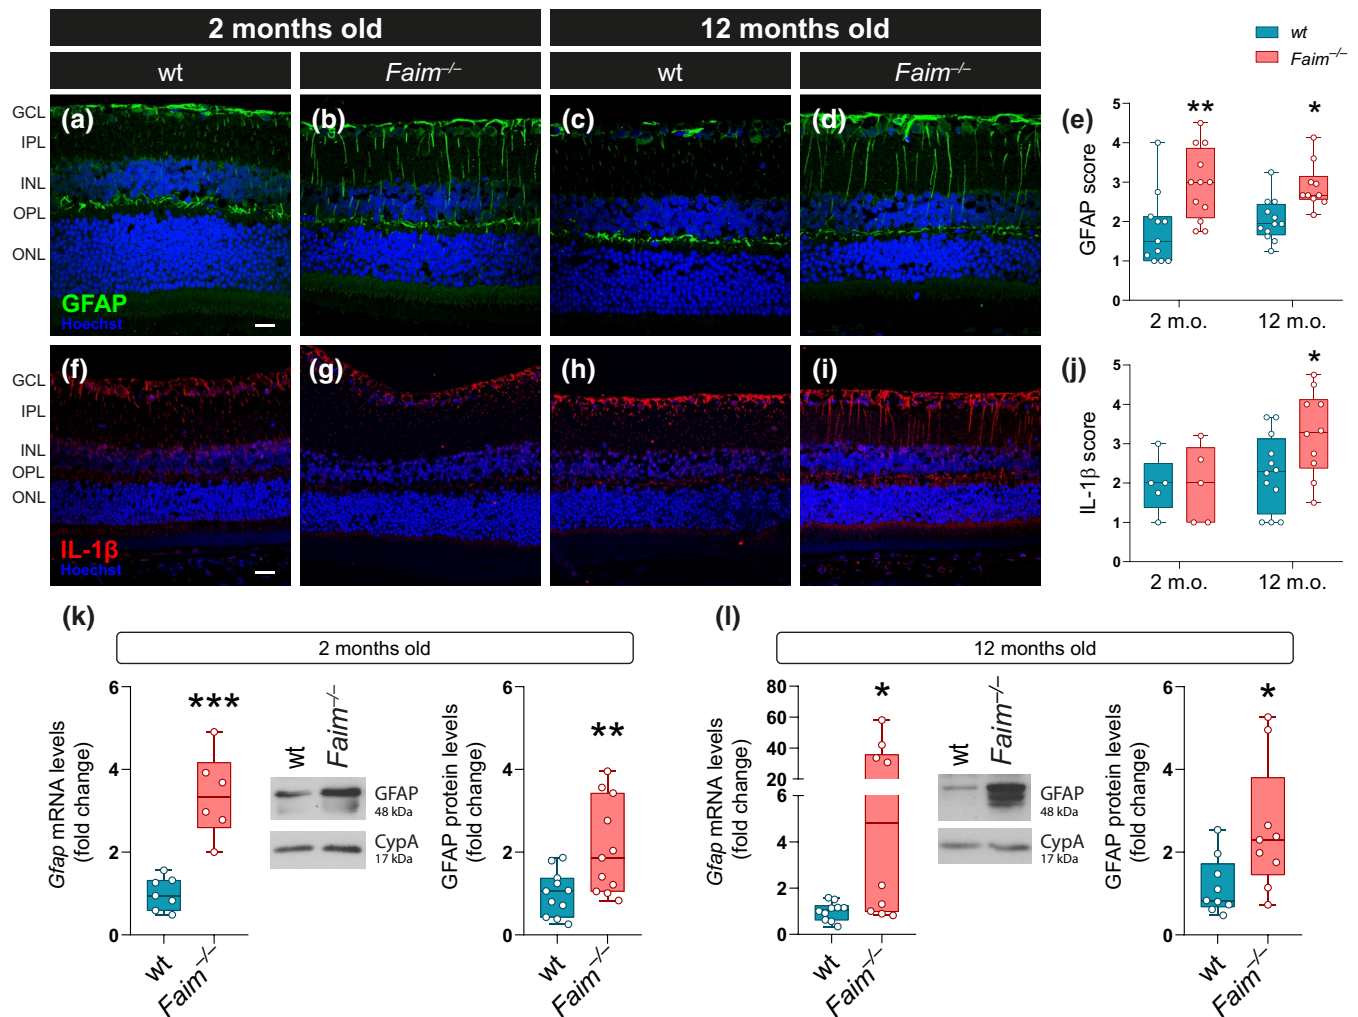 2 months old
12 months old
wt
Faim⁻/⁻
wt
Faim⁻/⁻
wt
Faim⁻/⁻
GCL
IPL
INL
OPL
ONL
(a)
(b)
(c)
(d)
GFAP
Hoechst
(e)
GFAP score
5
4
3
2
1
0
**
*
2 m.o.
12 m.o.
GCL
IPL
INL
OPL
ONL
(f)
(g)
(h)
(i)
IL-1β
Hoechst
(j)
IL-1β score
5
4
3
2
1
0
*
2 m.o.
12 m.o.
(k)
2 months old
Gfap mRNA levels
(fold change)
6
4
2
0
***
wt
Faim⁻/⁻
wt
Faim⁻/⁻
GFAP
48 kDa
CypA
17 kDa
GFAP protein levels
(fold change)
6
4
2
0
**
wt
Faim⁻/⁻
(l)
12 months old
Gfap mRNA levels
(fold change)
80
60
40
20
6
4
2
0
*
wt
Faim⁻/⁻
wt
Faim⁻/⁻
GFAP
48 kDa
CypA
17 kDa
GFAP protein levels
(fold change)
6
4
2
0
*
wt
Faim⁻/⁻